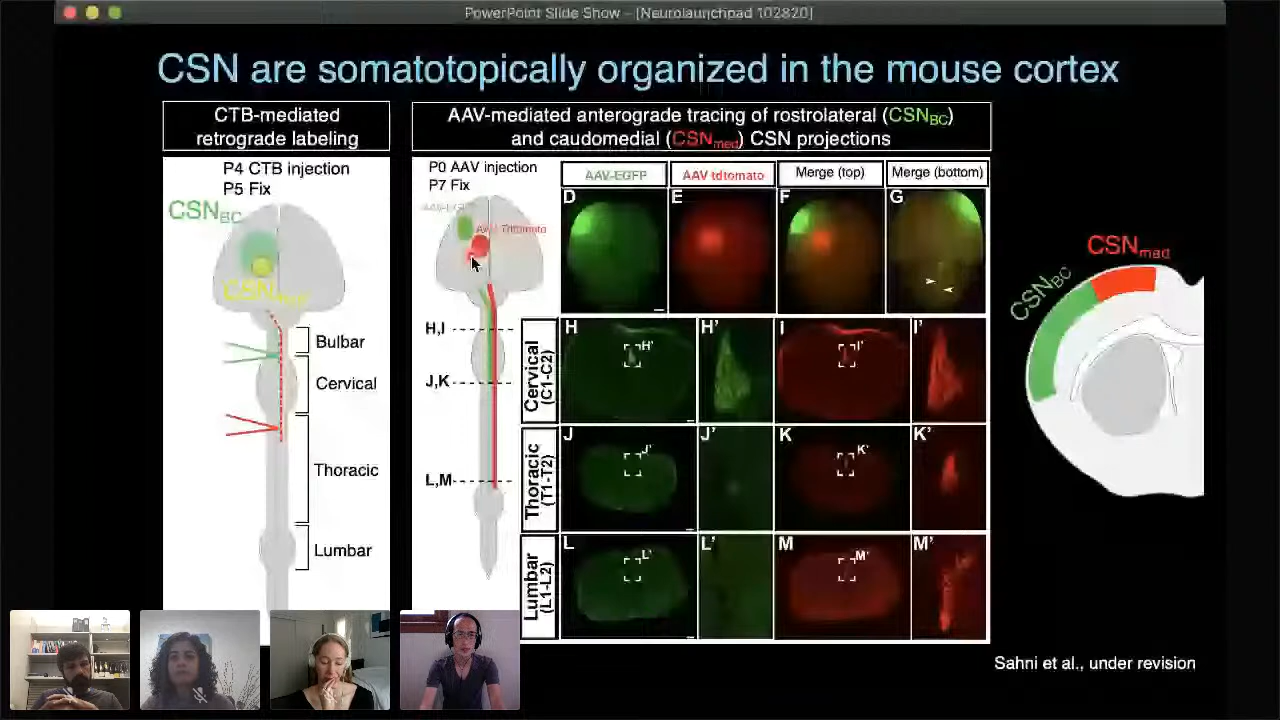 PowerPoint Slide Show - [Neurolaunchpad 102820]
CSN are somatotopically organized in the mouse cortex
CTB-mediated
retrograde labeling
P4 CTB injection
P5 Fix
CSNBC
Bulbar
Cervical
Thoracic
Lumbar
AAV-mediated anterograde tracing of rostrolateral (CSNBC)
and caudomedial (CSNmed) CSN projections
P0 AAV injection
P7 Fix
H,I
J,K
L,M
AAV-EGFP
AAV tdtomato
Merge (top)
Merge (bottom)
D
E
F
G
Cervical
(C1-C2)
H
H'
H'
I
I'
I'
Thoracic
(T1-T2)
J
J'
J'
K
K'
K'
Lumbar
(L1-L2)
L
L'
L'
M
M'
M'
CSNmed
CSNBC
Sahni et al., under revision